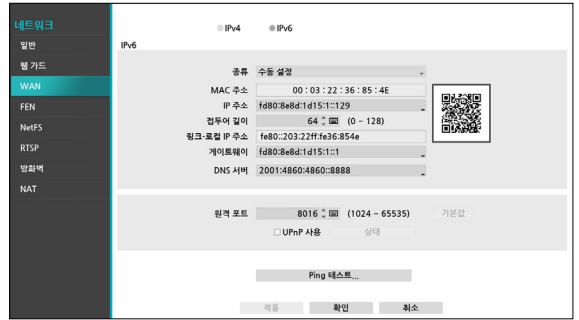 네트워크
일반
웹 가드
WAN
FEN
NetFS
RTSP
방화벽
NAT
IPv4 IPv6
IPv6
종류 수동 설정
MAC 주소 00 : 03 : 22 : 36 : 85 : 4E
IP 주소 fd80:8e8d:1d15:1::129
접두어 길이 64 (0 ~ 128)
링크-로컬 IP 주소 fe80::203:22ff:fe36:854e
게이트웨이 fd80:8e8d:1d15:1::1
DNS 서버 2001:4860:4860::8888
원격 포트 8016 (1024 ~ 65535) 기본값
UPnP 사용 상태
Ping 테스트...
적용 확인 취소